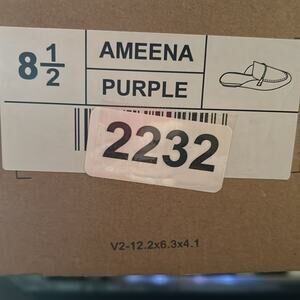 8 1/2
AMEENA
PURPLE
2232
V2-12.2x6.3x4.1